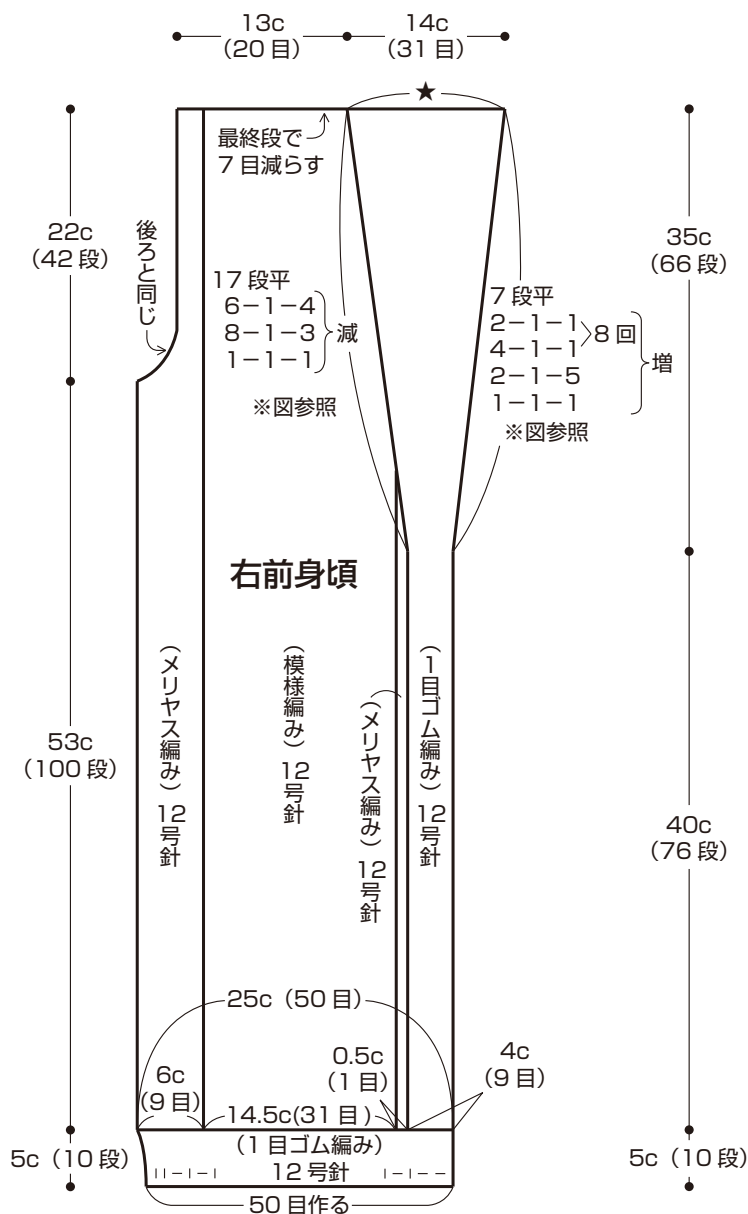 13c
(20目)
14c
(31目)
★
最終段で
7目減らす
22c
(42段)
後ろと同じ
35c
(66段)
17段平
6−1−4
8−1−3
1−1−1
減
※図参照
7段平
2−1−1
4−1−1
8回
2−1−5
1−1−1
増
※図参照
右前身頃
(メリヤス編み)12号針
(模様編み)12号針
(メリヤス編み)12号針
(1目ゴム編み)12号針
53c
(100段)
40c
(76段)
25c(50目)
6c
(9目)
14.5c(31目)
0.5c
(1目)
4c
(9目)
5c(10段)
(1目ゴム編み)
12号針
5c(10段)
50目作る